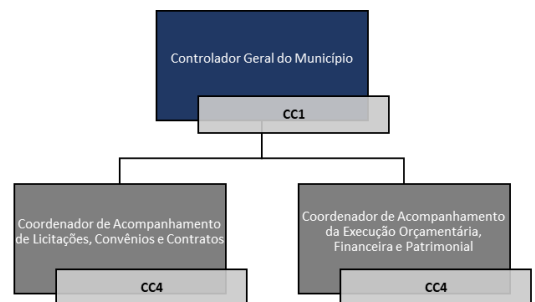 Controlador Geral do Município
CC1
Coordenador de Acompanhamento
de Licitações, Convênios e Contratos
CC4
Coordenador de Acompanhamento
da Execução Orçamentária,
Financeira e Patrimonial
CC4